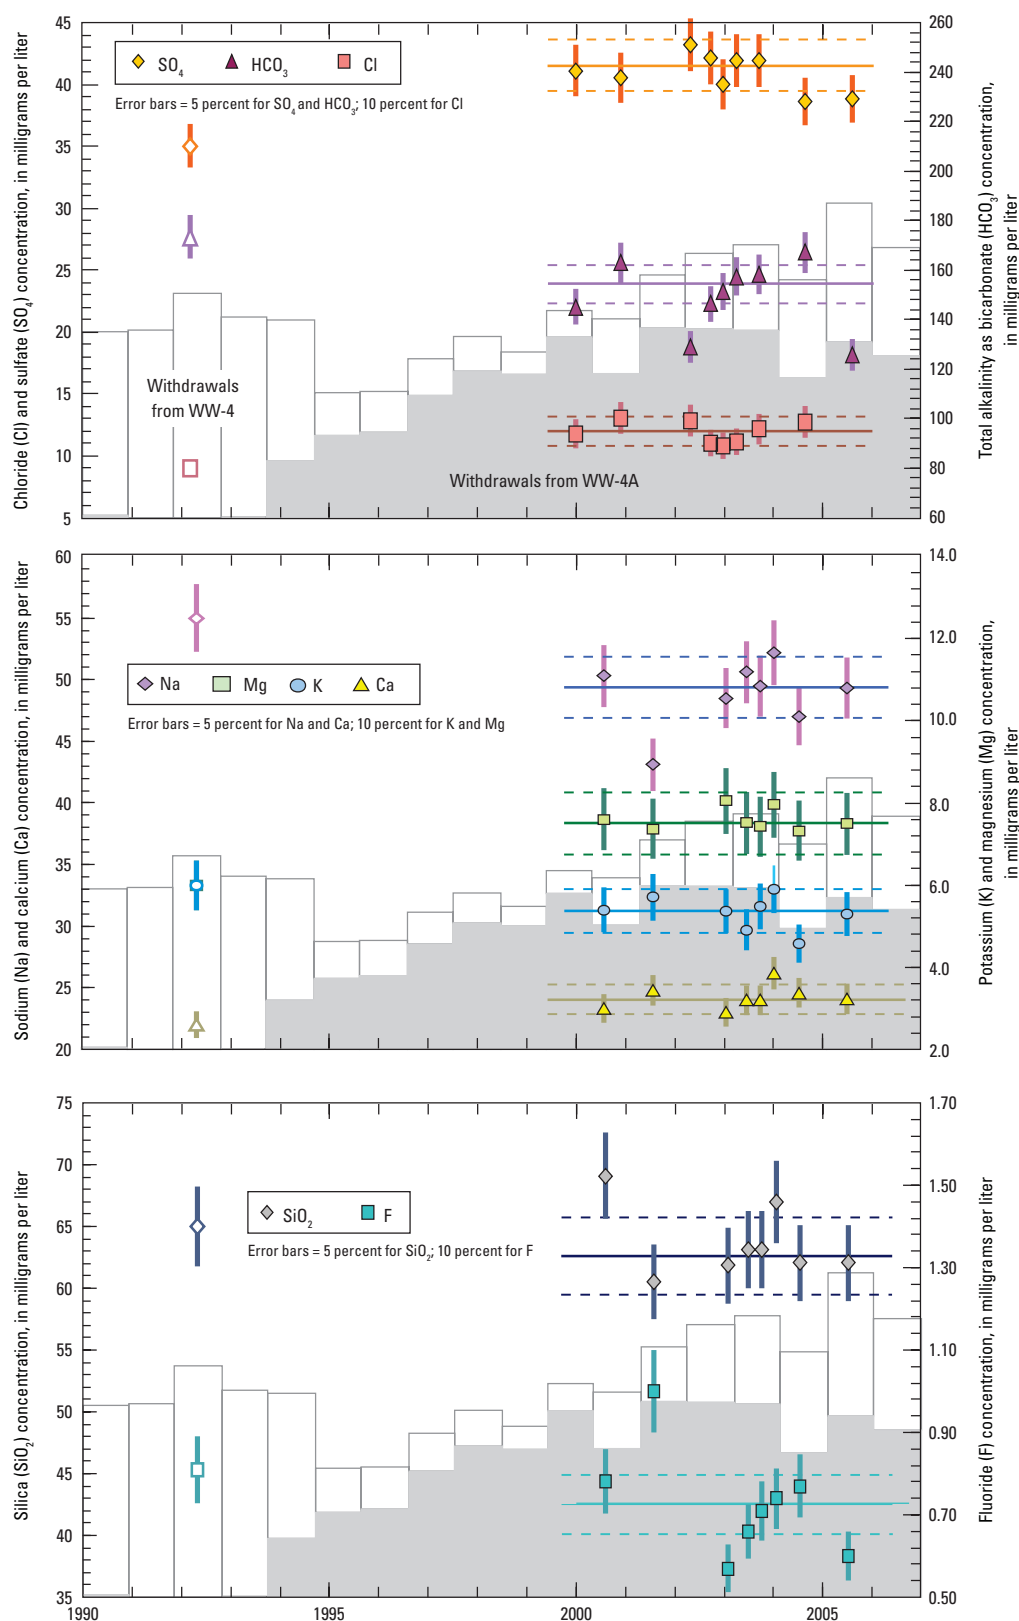 Chloride (Cl) and sulfate (SO4) concentration, in milligrams per liter
45
40
35
30
25
20
15
10
5
SO4 HCO3 Cl
Error bars = 5 percent for SO4 and HCO3; 10 percent for Cl
Withdrawals
from WW-4
Withdrawals from WW-4A
260
240
220
200
180
160
140
120
100
80
60
Total alkalinity as bicarbonate (HCO3) concentration,
in milligrams per liter
Sodium (Na) and calcium (Ca) concentration, in milligrams per liter
60
55
50
45
40
35
30
25
20
Na Mg K Ca
Error bars = 5 percent for Na and Ca; 10 percent for K and Mg
14.0
12.0
10.0
8.0
6.0
4.0
2.0
Potassium (K) and magnesium (Mg) concentration,
in milligrams per liter
Silica (SiO2) concentration, in milligrams per liter
75
70
65
60
55
50
45
40
35
SiO2 F
Error bars = 5 percent for SiO2; 10 percent for F
1.70
1.50
1.30
1.10
0.90
0.70
0.50
Fluoride (F) concentration, in milligrams per liter
1990 1995 2000 2005